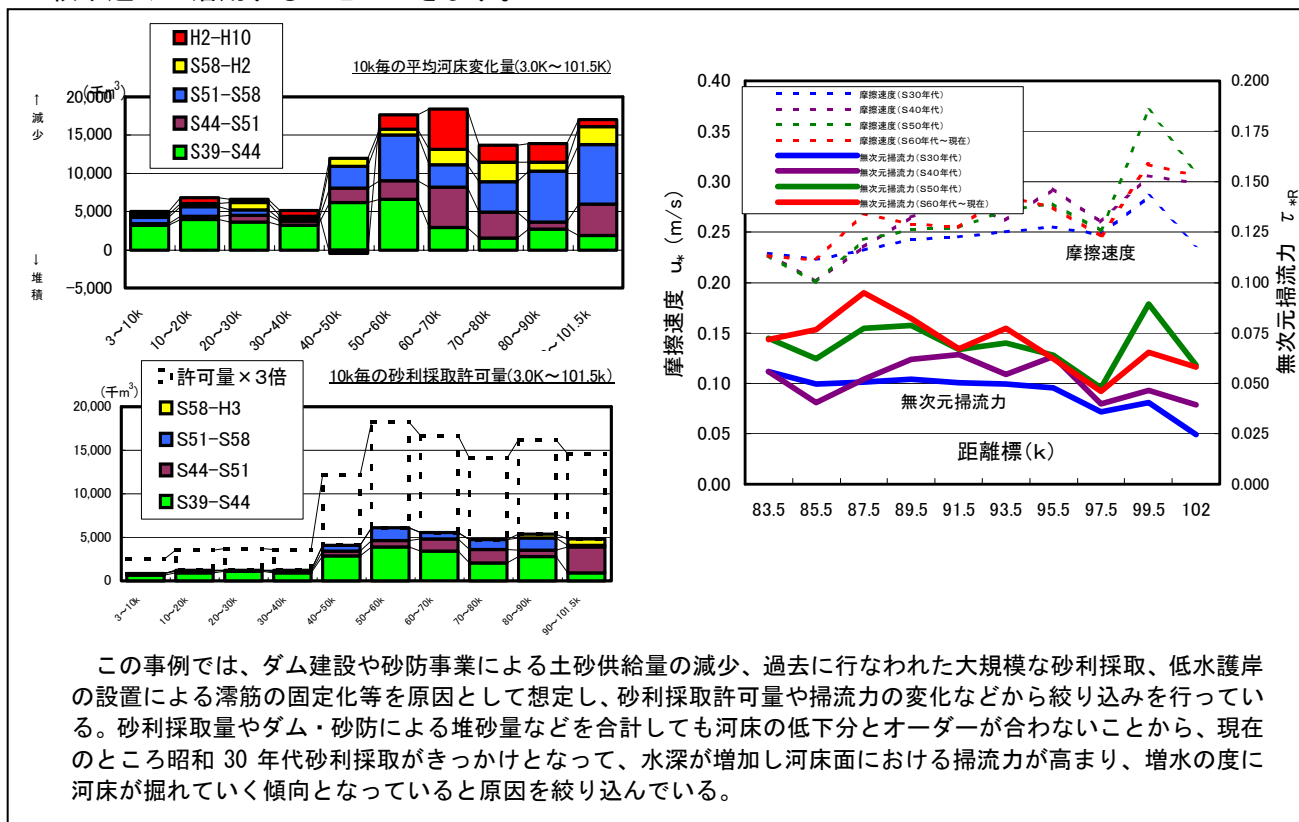 H2-H10
S58-H2
S51-S58
S44-S51
S39-S44
10k毎の平均河床変化量(3.0K～101.5K)
(千m³)
↑
減
少
↓
堆
積
20,000
15,000
10,000
5,000
0
-5,000
3～10k
10～20k
20～30k
30～40k
40～50k
50～60k
60～70k
70～80k
80～90k
～101.5k
許可量×3倍
S58-H3
S51-S58
S44-S51
S39-S44
10k毎の砂利採取許可量(3.0K～101.5k)
(千m³)
20,000
15,000
10,000
5,000
0
3～10k
10～20k
20～30k
30～40k
40～50k
50～60k
60～70k
70～80k
80～90k
90～101.5k
摩擦速度(S30年代)
摩擦速度(S40年代)
摩擦速度(S50年代)
摩擦速度(S60年代～現在)
無次元掃流力(S30年代)
無次元掃流力(S40年代)
無次元掃流力(S50年代)
無次元掃流力(S60年代～現在)
0.40
0.35
0.30
0.25
0.20
0.15
0.10
0.05
0.00
摩擦速度 u* (m/s)
0.200
0.175
0.150
0.125
0.100
0.075
0.050
0.025
0.000
無次元掃流力 τ*R
摩擦速度
無次元掃流力
距離標(k)
83.5 85.5 87.5 89.5 91.5 93.5 95.5 97.5 99.5 102
この事例では、ダム建設や砂防事業による土砂供給量の減少、過去に行なわれた大規模な砂利採取、低水護岸
の設置による澪筋の固定化等を原因として想定し、砂利採取許可量や掃流力の変化などから絞り込みを行ってい
る。砂利採取量やダム・砂防による堆砂量などを合計しても河床の低下分とオーダーが合わないことから、現在
のところ昭和 30 年代砂利採取がきっかけとなって、水深が増加し河床面における掃流力が高まり、増水の度に
河床が掘れていく傾向となっていると原因を絞り込んでいる。